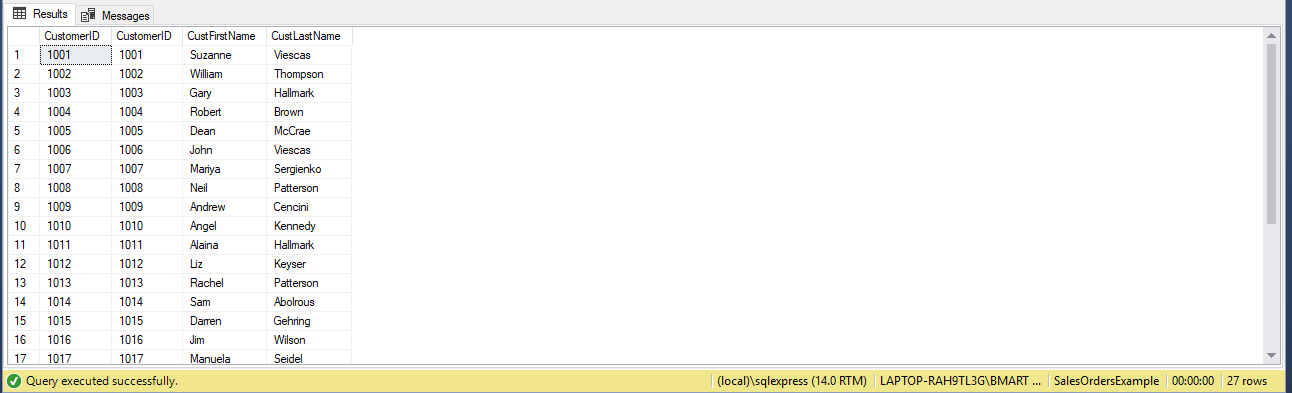 Results Messages
CustomerID CustomerID CustFirstName CustLastName
1 1001 1001 Suzanne Viescas
2 1002 1002 William Thompson
3 1003 1003 Gary Hallmark
4 1004 1004 Robert Brown
5 1005 1005 Dean McCrae
6 1006 1006 John Viescas
7 1007 1007 Mariya Sergienko
8 1008 1008 Neil Patterson
9 1009 1009 Andrew Cencini
10 1010 1010 Angel Kennedy
11 1011 1011 Alaina Hallmark
12 1012 1012 Liz Keyser
13 1013 1013 Rachel Patterson
14 1014 1014 Sam Abolrous
15 1015 1015 Darren Gehring
16 1016 1016 Jim Wilson
17 1017 1017 Manuela Seidel
Query executed successfully. (local)\sqlexpress (14.0 RTM) LAPTOP-RAH9TL3G\BMART ... SalesOrdersExample 00:00:00 27 rows